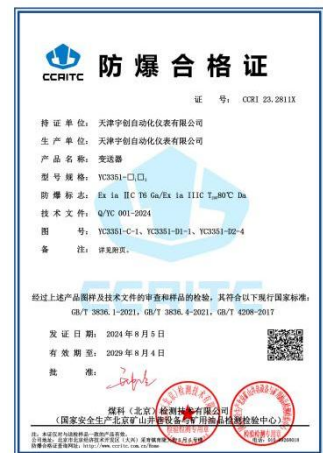 CCRITC
防爆合格证
证 号: CCRI 23.2811X
持证单位: 天津宇创自动化仪表有限公司
生产单位: 天津宇创自动化仪表有限公司
产品名称: 变送器
型号规格: YC3351-□,□,
防爆标志: Ex ia ⅡC T6 Ga/Ex ia ⅢC T₂₀₀80℃ Da
技术文件: Q/YC 001-2024
图 号: YC3351-C-1、YC3351-D1-1、YC3351-D2-4
备 注: 详见附页。
经过上述产品图样及技术文件的审查和样品的检验，其符合以下现行国家标准:
GB/T 3836.1-2021, GB/T 3836.4-2021, GB/T 4208-2017
发证日期: 2024年8月5日
有效期至: 2029年8月4日
批 准:
煤科（北京）检测技术有限公司
（国家安全生产北京矿山井巷设备与矿用油品检测检验中心）